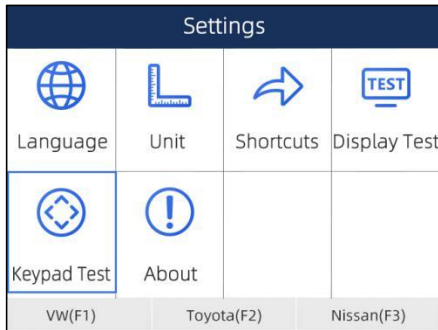 Settings
TEST
Language Unit Shortcuts Display Test
Keypad Test About
VW(F1) Toyota(F2) Nissan(F3)